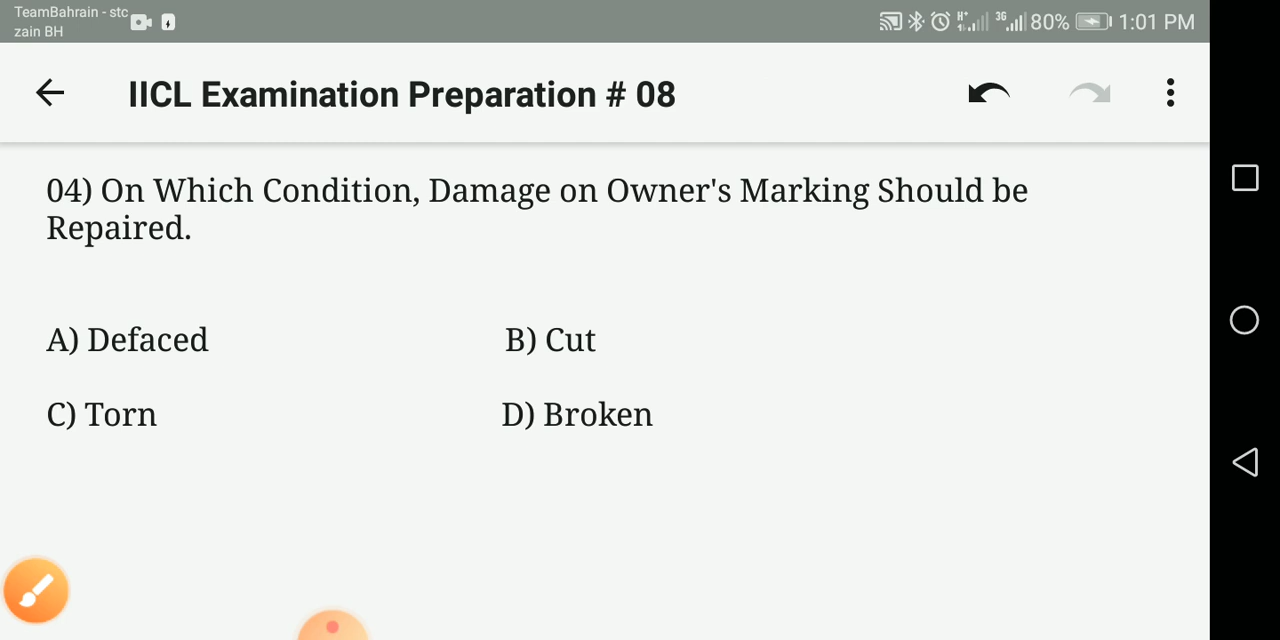 TeamBahrain - stc
zain BH
H+
3G
80%
1:01 PM
IICL Examination Preparation # 08
04) On Which Condition, Damage on Owner's Marking Should be
Repaired.
A) Defaced B) Cut
C) Torn D) Broken